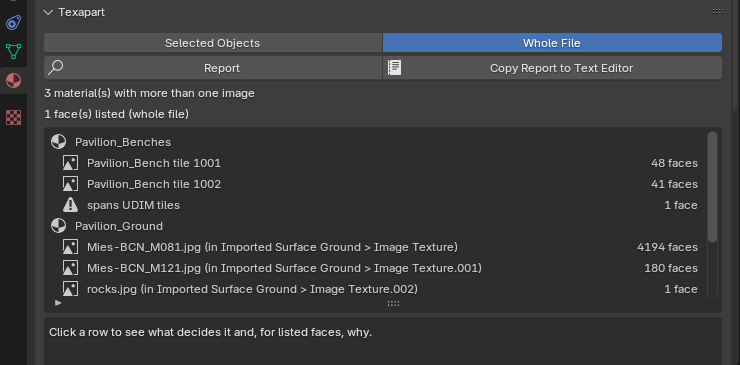 Texapart
Selected Objects
Whole File
Report
Copy Report to Text Editor
3 material(s) with more than one image
1 face(s) listed (whole file)
Pavilion_Benches
Pavilion_Bench tile 1001 48 faces
Pavilion_Bench tile 1002 41 faces
spans UDIM tiles 1 face
Pavilion_Ground
Mies-BCN_M081.jpg (in Imported Surface Ground > Image Texture) 4194 faces
Mies-BCN_M121.jpg (in Imported Surface Ground > Image Texture.001) 180 faces
rocks.jpg (in Imported Surface Ground > Image Texture.002) 1 face
Click a row to see what decides it and, for listed faces, why.